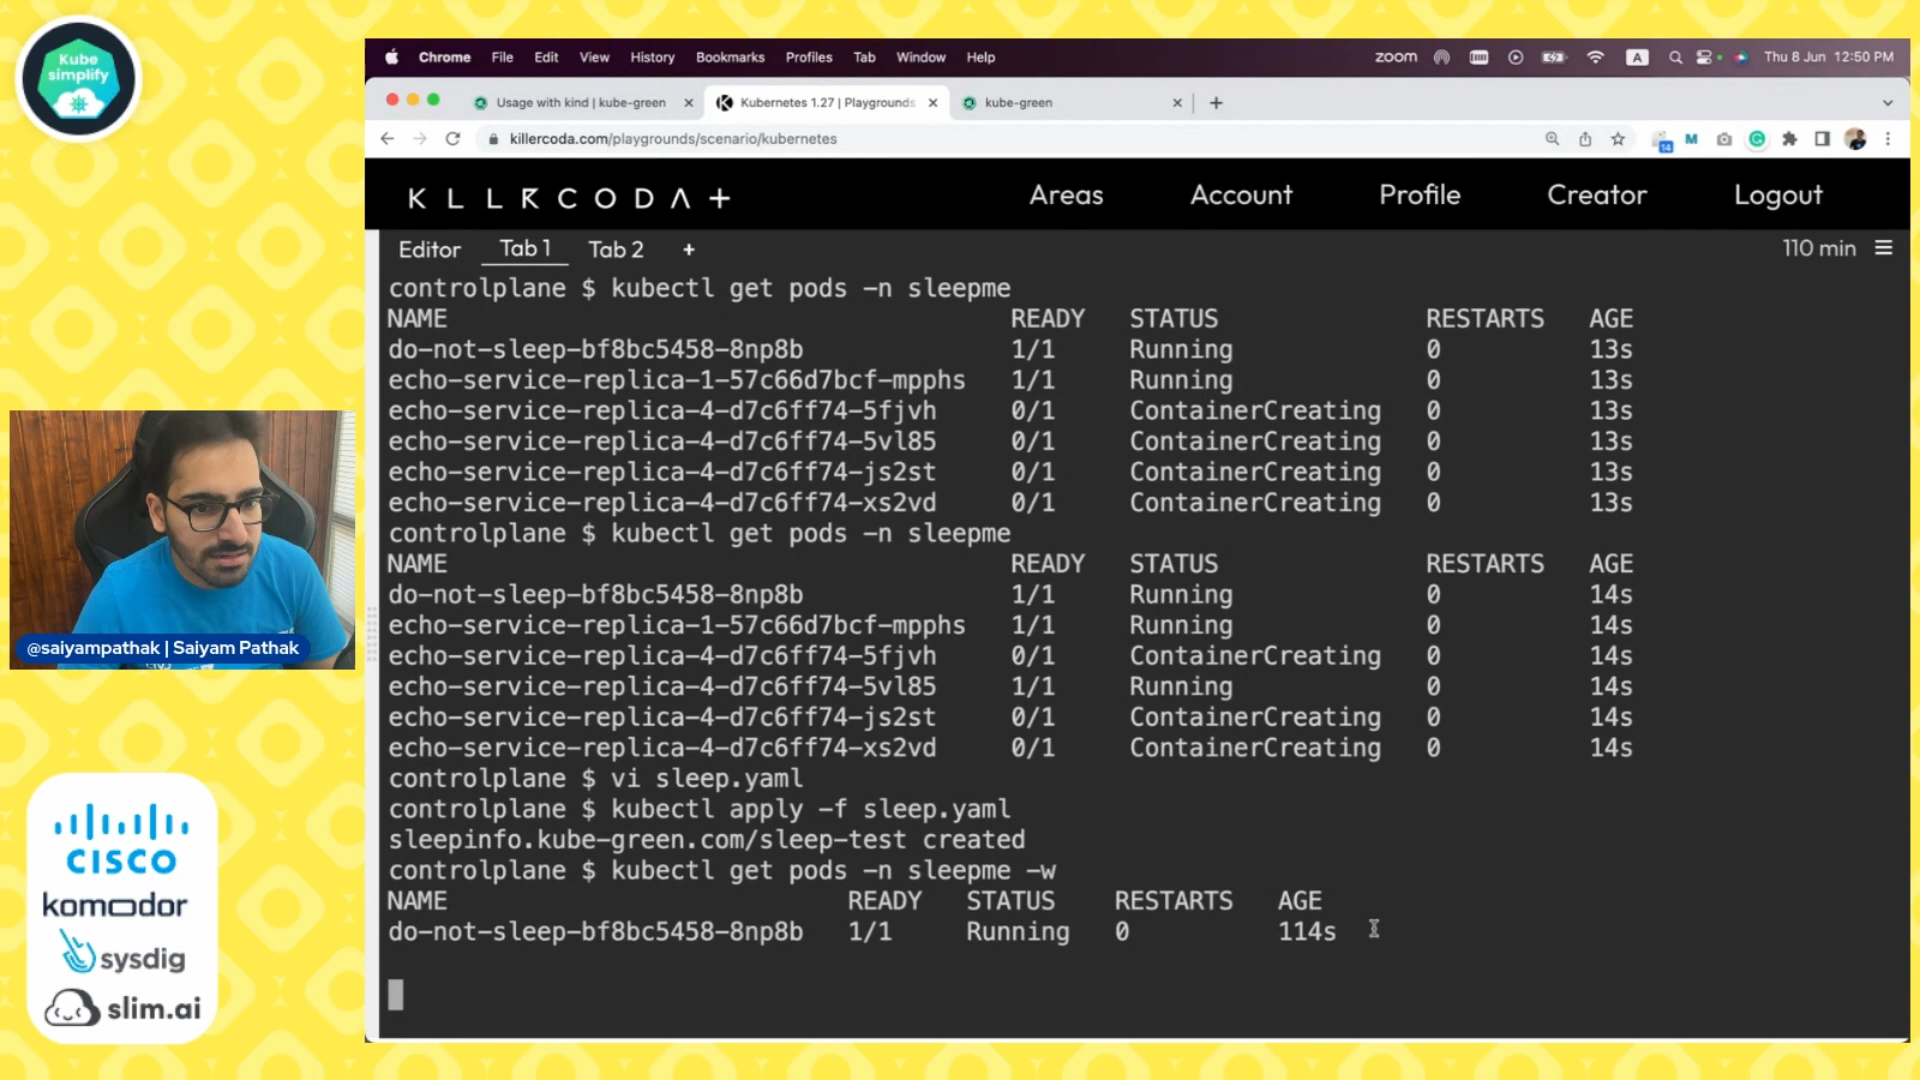 Kube
simplify
Chrome File Edit View History Bookmarks Profiles Tab Window Help
zoom A Thu 8 Jun 12:50 PM
Usage with kind | kube-green
Kubernetes 1.27 | Playgrounds
kube-green
killercoda.com/playgrounds/scenario/kubernetes
14 M
Areas Account Profile Creator Logout
Editor Tab 1 Tab 2 +
110 min
controlplane $ kubectl get pods -n sleepme
NAME READY STATUS RESTARTS AGE
do-not-sleep-bf8bc5458-8np8b 1/1 Running 0 13s
echo-service-replica-1-57c66d7bcf-mpphs 1/1 Running 0 13s
echo-service-replica-4-d7c6ff74-5fjvh 0/1 ContainerCreating 0 13s
echo-service-replica-4-d7c6ff74-5vl85 0/1 ContainerCreating 0 13s
echo-service-replica-4-d7c6ff74-js2st 0/1 ContainerCreating 0 13s
echo-service-replica-4-d7c6ff74-xs2vd 0/1 ContainerCreating 0 13s
controlplane $ kubectl get pods -n sleepme
NAME READY STATUS RESTARTS AGE
do-not-sleep-bf8bc5458-8np8b 1/1 Running 0 14s
echo-service-replica-1-57c66d7bcf-mpphs 1/1 Running 0 14s
echo-service-replica-4-d7c6ff74-5fjvh 0/1 ContainerCreating 0 14s
echo-service-replica-4-d7c6ff74-5vl85 1/1 Running 0 14s
echo-service-replica-4-d7c6ff74-js2st 0/1 ContainerCreating 0 14s
echo-service-replica-4-d7c6ff74-xs2vd 0/1 ContainerCreating 0 14s
controlplane $ vi sleep.yaml
controlplane $ kubectl apply -f sleep.yaml
sleepinfo.kube-green.com/sleep-test created
controlplane $ kubectl get pods -n sleepme -w
NAME READY STATUS RESTARTS AGE
do-not-sleep-bf8bc5458-8np8b 1/1 Running 0 114s
@saiyampathak | Saiyam Pathak
CISCO
komodor
sysdig
slim.ai